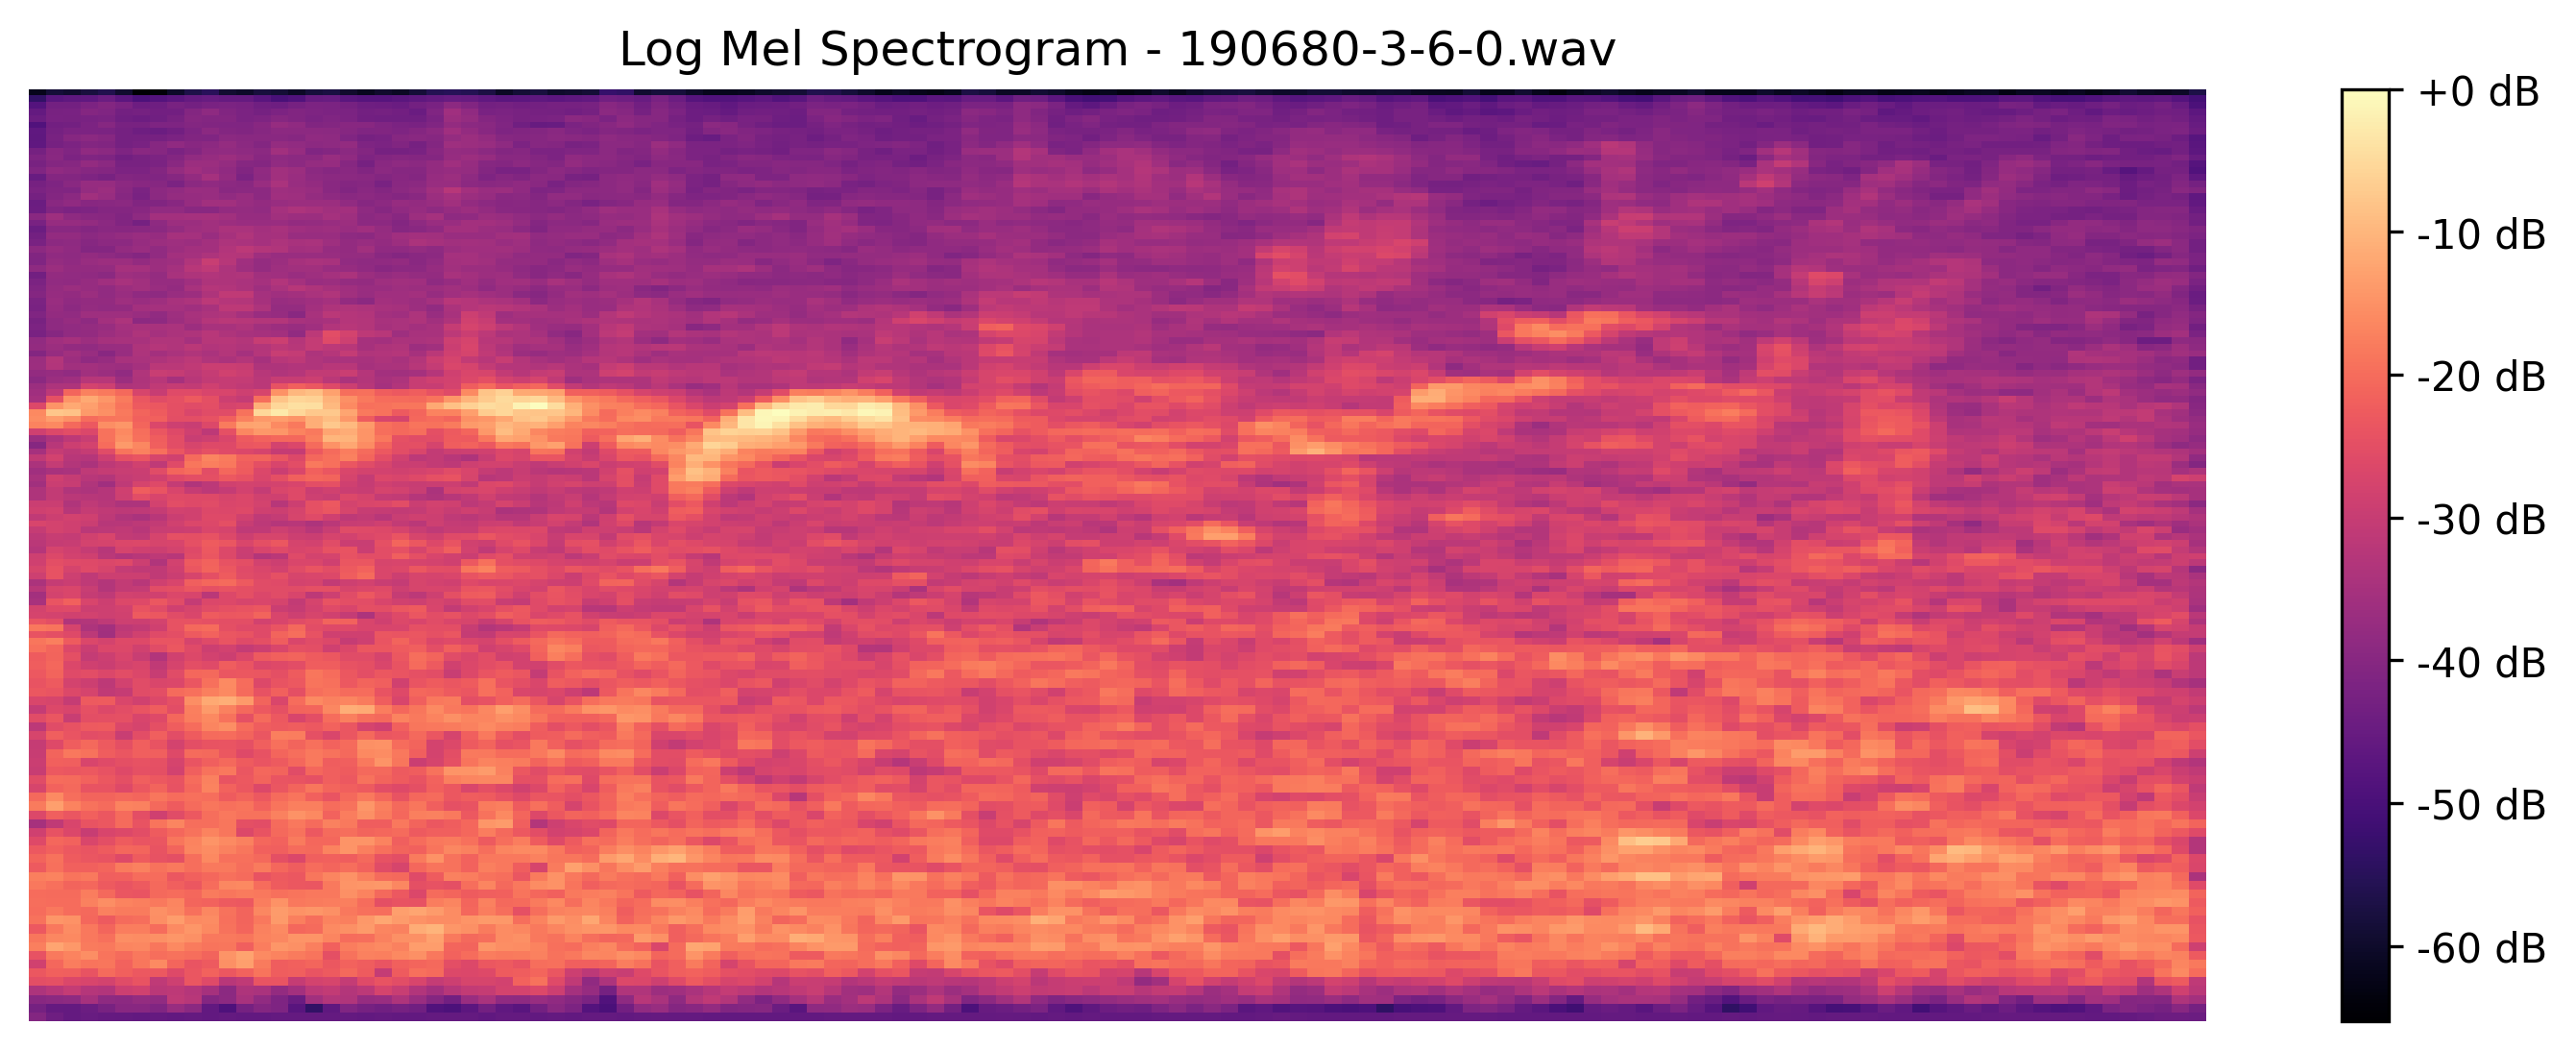 Log Mel Spectrogram - 190680-3-6-0.wav
+0 dB
-10 dB
-20 dB
-30 dB
-40 dB
-50 dB
-60 dB